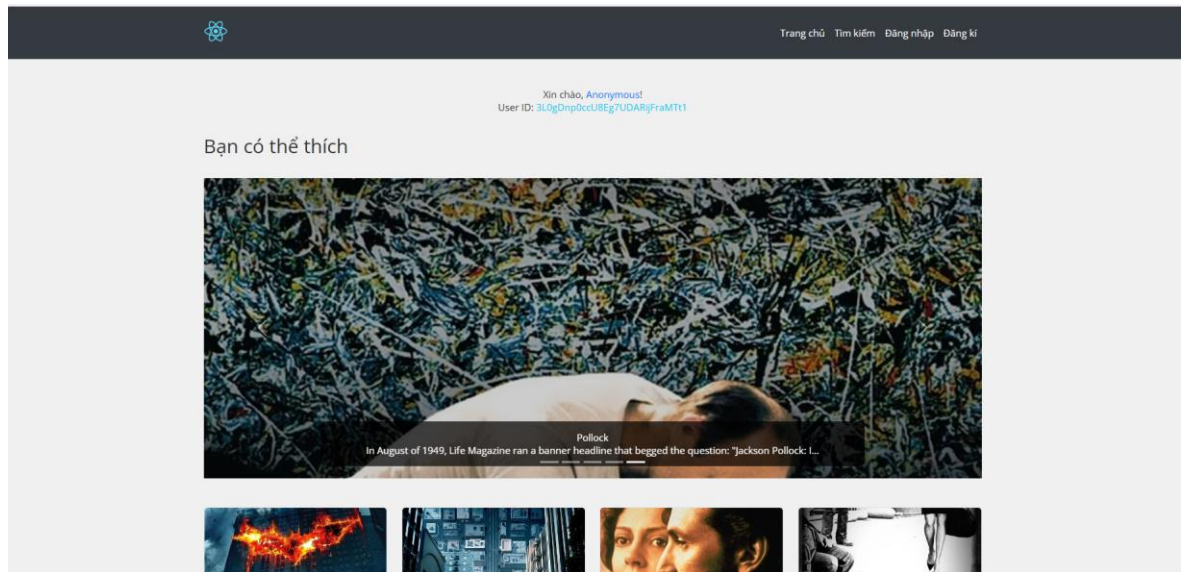 Trang chủ Tìm kiếm Đăng nhập Đăng kí
Xin chào, Anonymous!
User ID: 3L0gDnp0ccU8Eg7UDARijFraMTt1
Bạn có thể thích
Pollock
In August of 1949, Life Magazine ran a banner headline that begged the question: "Jackson Pollock: I...